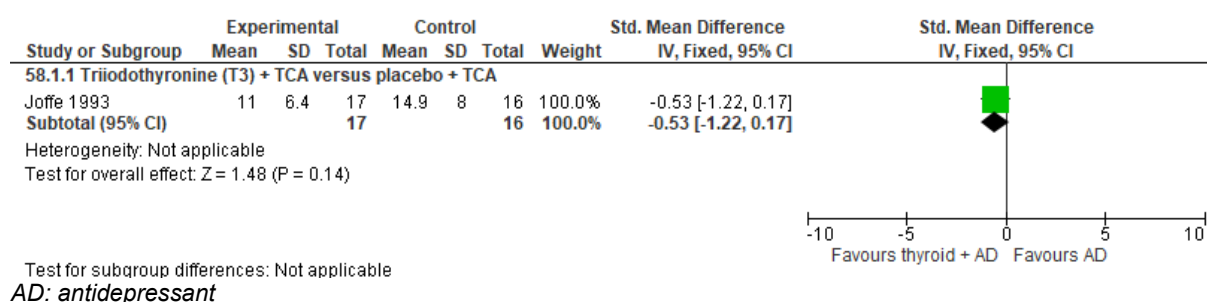 Experimental Control Std. Mean Difference Std. Mean Difference
Study or Subgroup Mean SD Total Mean SD Total Weight IV, Fixed, 95% CI IV, Fixed, 95% CI
58.1.1 Triiodothyronine (T3) + TCA versus placebo + TCA
Joffe 1993 11 6.4 17 14.9 8 16 100.0% -0.53 [-1.22, 0.17]
Subtotal (95% CI) 17 16 100.0% -0.53 [-1.22, 0.17]
Heterogeneity: Not applicable
Test for overall effect: Z = 1.48 (P = 0.14)
-10 -5 0 5 10
Favours thyroid + AD Favours AD
Test for subgroup differences: Not applicable
AD: antidepressant